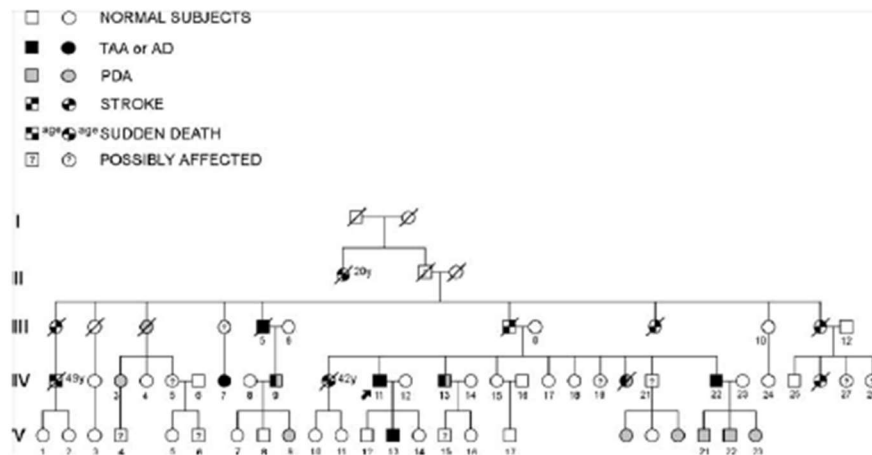 NORMAL SUBJECTS
TAA or AD
PDA
STROKE
age age SUDDEN DEATH
? ? POSSIBLY AFFECTED
I
II
20y
III
? 5 6 8 10 12
IV
49y 3 4 ? 5 6 7 8 9 42y 11 12 13 14 15 16 17 18 ? 19 ? 21 22 23 24 25 ? 27 ?
V
1 2 3 ? 4 5 ? 6 7 8 9 10 11 12 13 14 ? 15 16 17 21 22 23